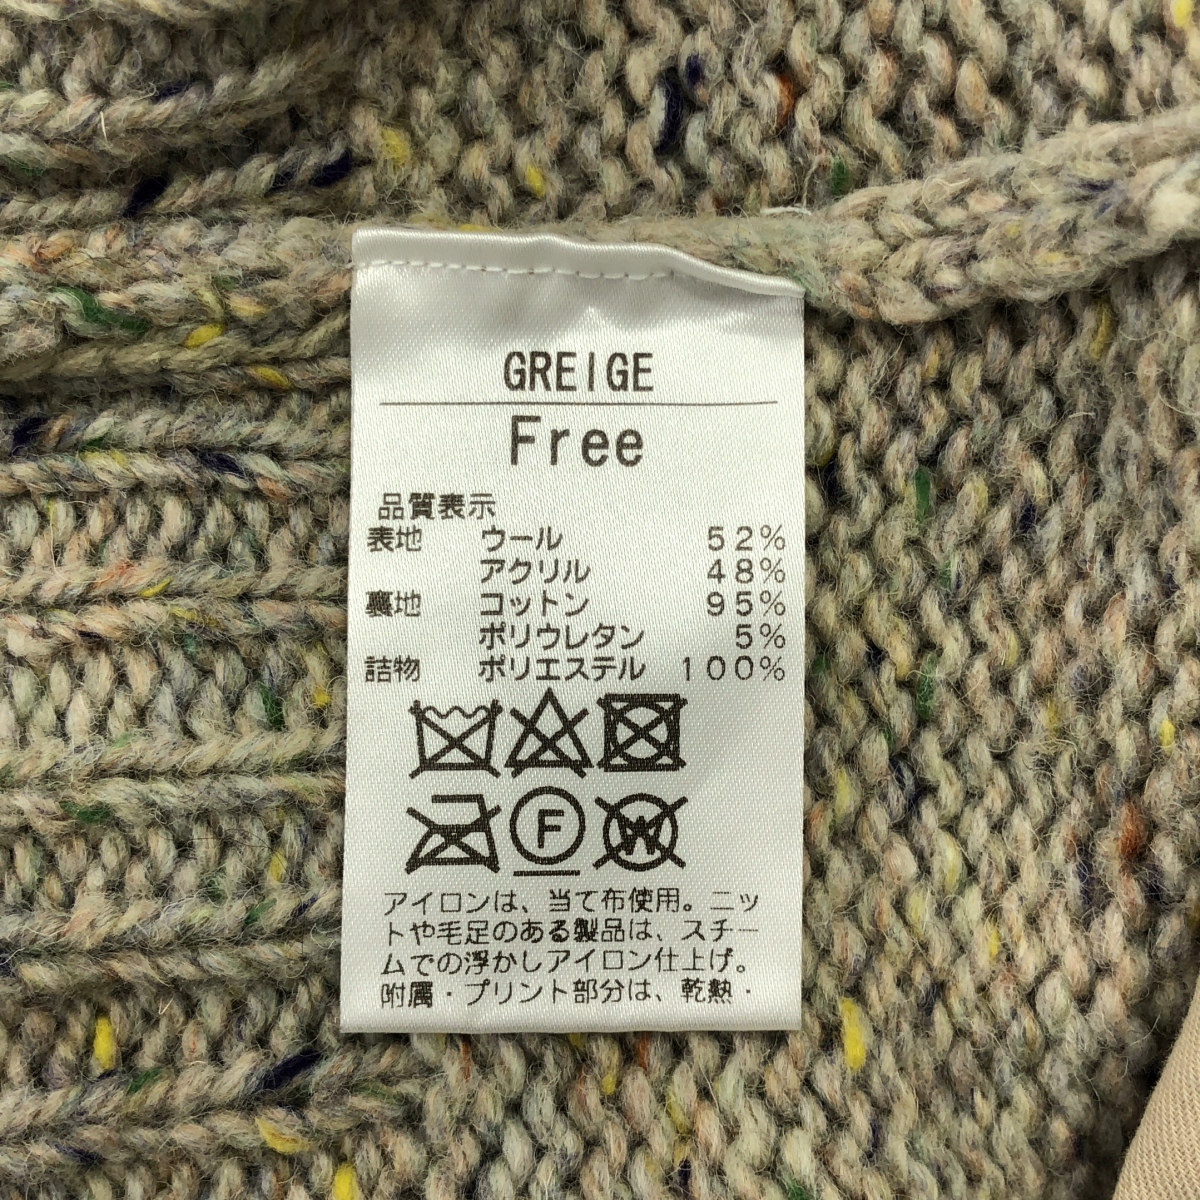 GREIGE
Free
品質表示
表地 ウール 52%
アクリル 48%
裏地 コットン 95%
ポリウレタン 5%
詰物 ポリエステル 100%
F W
アイロンは、当て布使用。ニッ
トや毛足のある製品は、スチー
ムでの浮かしアイロン仕上げ。
附属・プリント部分は、乾熱・